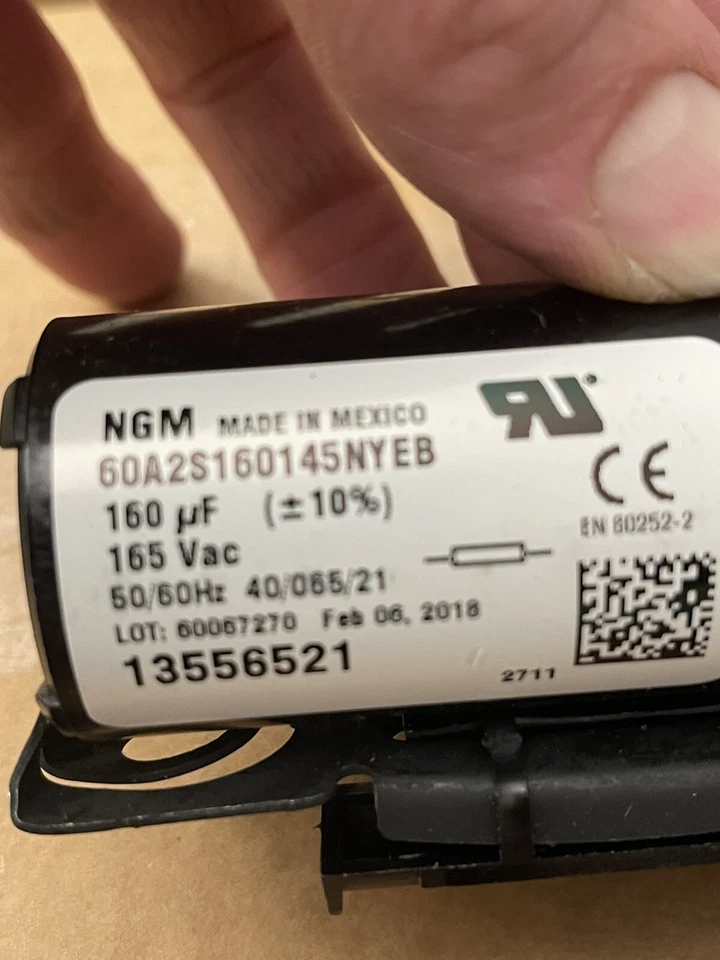 NGM MADE IN MEXICO
60A2S160145NYEB
160 µF (±10%)
165 Vac
50/60Hz 40/065/21
LOT: 60067270 Feb 06, 2018
13556521
2711
RU
CE
EN 60252-2